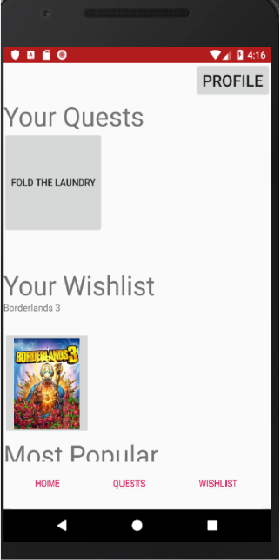 4:16
PROFILE
Your Quests
FOLD THE LAUNDRY
Your Wishlist
Borderlands 3
BORDERLANDS 3
Most Popular
HOME QUESTS WISHLIST